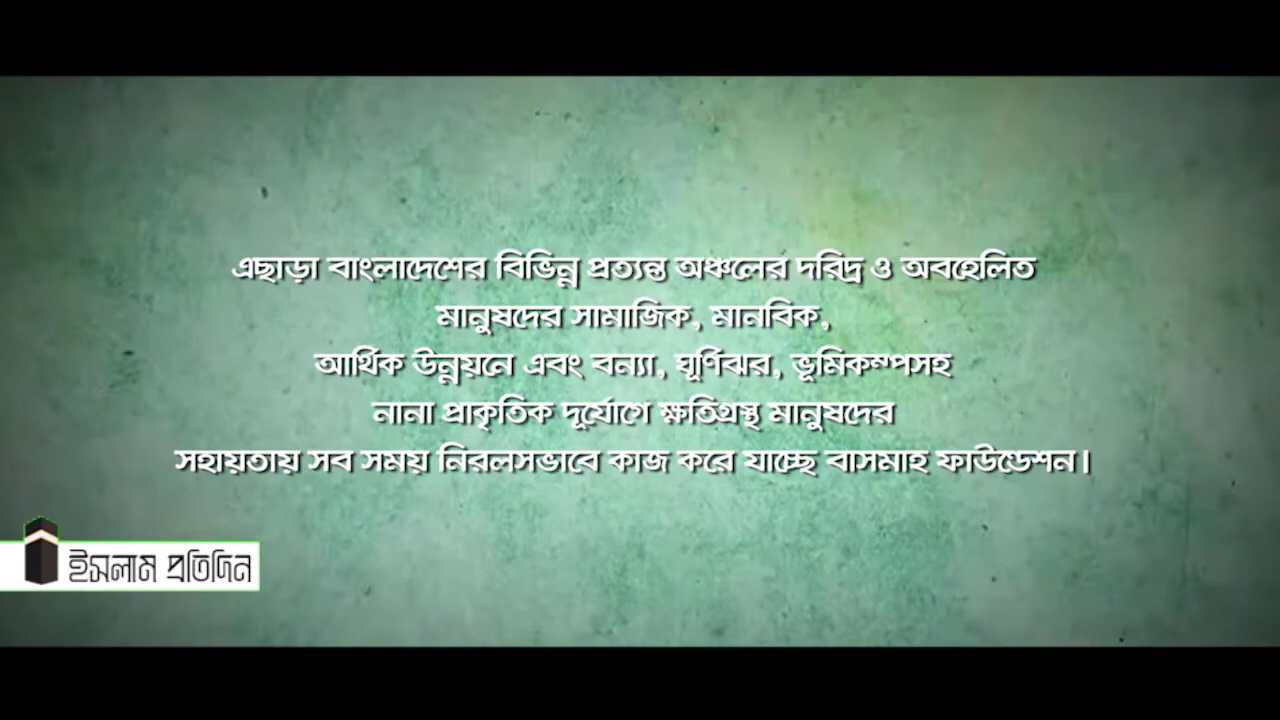 এছাড়া বাংলাদেশের বিভিন্ন প্রত্যন্ত অঞ্চলের দরিদ্র ও অবহেলিত
মানুষদের সামাজিক, মানবিক,
আর্থিক উন্নয়নে এবং বন্যা, ঘূর্ণিঝর, ভূমিকম্পসহ
নানা প্রাকৃতিক দূর্যোগে ক্ষতিগ্রস্থ মানুষদের
সহায়তায় সব সময় নিরলসভাবে কাজ করে যাচ্ছে বাসমাহ ফাউন্ডেশন।
ইসলাম প্রতিদিন